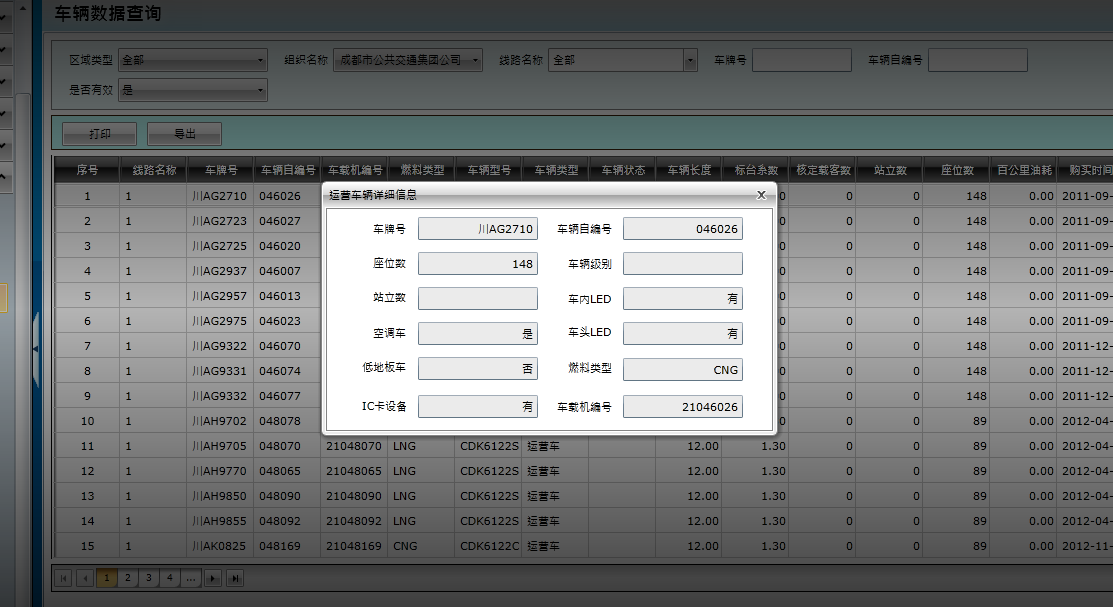 车辆数据查询
区域类型 全部 组织名称 成都市公共交通集团公司 线路名称 全部 车牌号 车辆自编号
是否有效 是
打印 导出
序号 线路名称 车牌号 车辆自编号 车载机编号 燃料类型 车辆型号 车辆类型 车辆状态 车辆长度 标台系数 核定载客数 站立数 座位数 百公里油耗 购买时间
1 1 川AG2710 046026 0 0 0 148 0.00 2011-09-
2 1 川AG2723 046027 0 0 0 148 0.00 2011-09-
3 1 川AG2725 046020 0 0 0 148 0.00 2011-09-
4 1 川AG2937 046007 0 0 0 148 0.00 2011-09-
5 1 川AG2957 046013 0 0 0 148 0.00 2011-09-
6 1 川AG2975 046023 0 0 0 148 0.00 2011-09-
7 1 川AG9322 046070 0 0 0 148 0.00 2011-12-
8 1 川AG9331 046074 0 0 0 148 0.00 2011-12-
9 1 川AG9332 046077 0 0 0 148 0.00 2011-12-
10 1 川AH9702 048078 0 0 0 89 0.00 2012-04-
11 1 川AH9705 048070 21048070 LNG CDK6122S 运营车 12.00 1.30 0 0 89 0.00 2012-04-
12 1 川AH9770 048065 21048065 LNG CDK6122S 运营车 12.00 1.30 0 0 89 0.00 2012-04-
13 1 川AH9850 048090 21048090 LNG CDK6122S 运营车 12.00 1.30 0 0 89 0.00 2012-04-
14 1 川AH9855 048092 21048092 LNG CDK6122S 运营车 12.00 1.30 0 0 89 0.00 2012-04-
15 1 川AK0825 048169 21048169 CNG CDK6122C 运营车 12.00 1.30 0 0 89 0.00 2012-11-
运营车辆详细信息 X
车牌号 川AG2710 车辆自编号 046026
座位数 148 车辆级别
站立数 车内LED 有
空调车 是 车头LED 有
低地板车 否 燃料类型 CNG
IC卡设备 有 车载机编号 21046026
1 2 3 4 ...